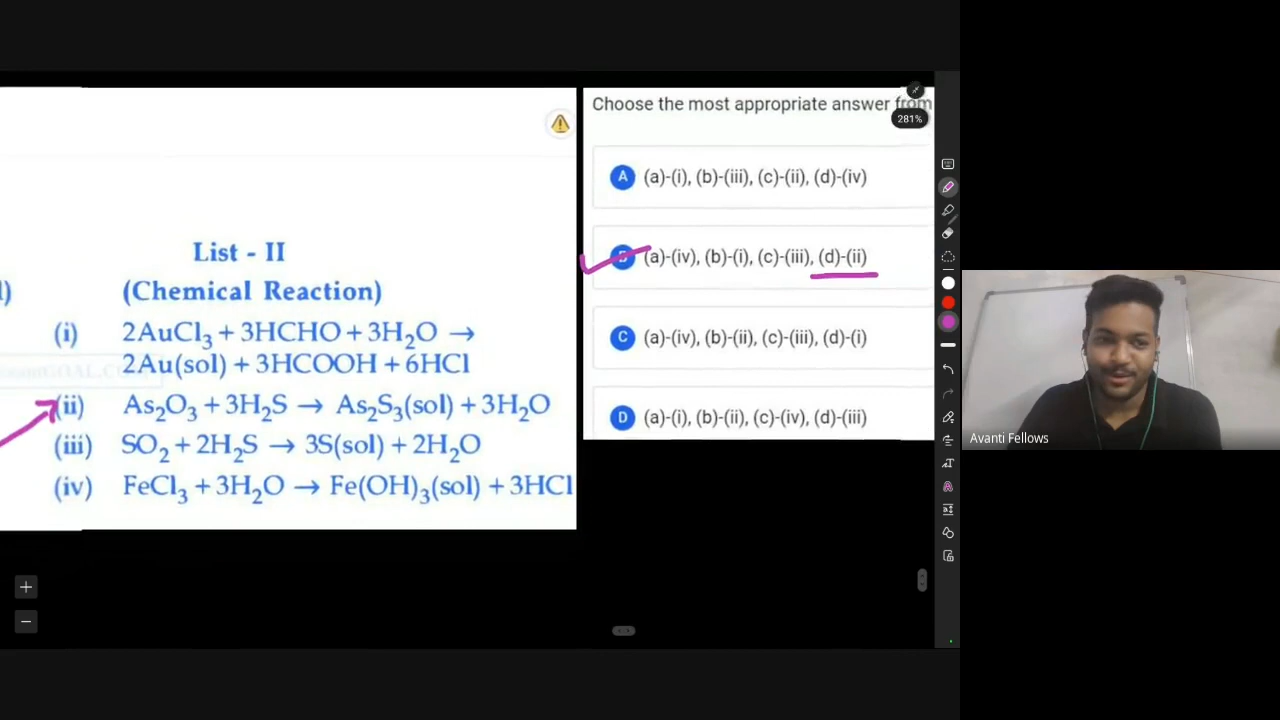 List - II
l)
(Chemical Reaction)
(i) 2AuCl₃ + 3HCHO + 3H₂O →
2Au(sol) + 3HCOOH + 6HCl
(ii) As₂O₃ + 3H₂S → As₂S₃(sol) + 3H₂O
(iii) SO₂ + 2H₂S → 3S(sol) + 2H₂O
(iv) FeCl₃ + 3H₂O → Fe(OH)₃(sol) + 3HCl
Choose the most appropriate answer from
281%
A (a)-(i), (b)-(iii), (c)-(ii), (d)-(iv)
B (a)-(iv), (b)-(i), (c)-(iii), (d)-(ii)
C (a)-(iv), (b)-(ii), (c)-(iii), (d)-(i)
D (a)-(i), (b)-(ii), (c)-(iv), (d)-(iii)
Avanti Fellows